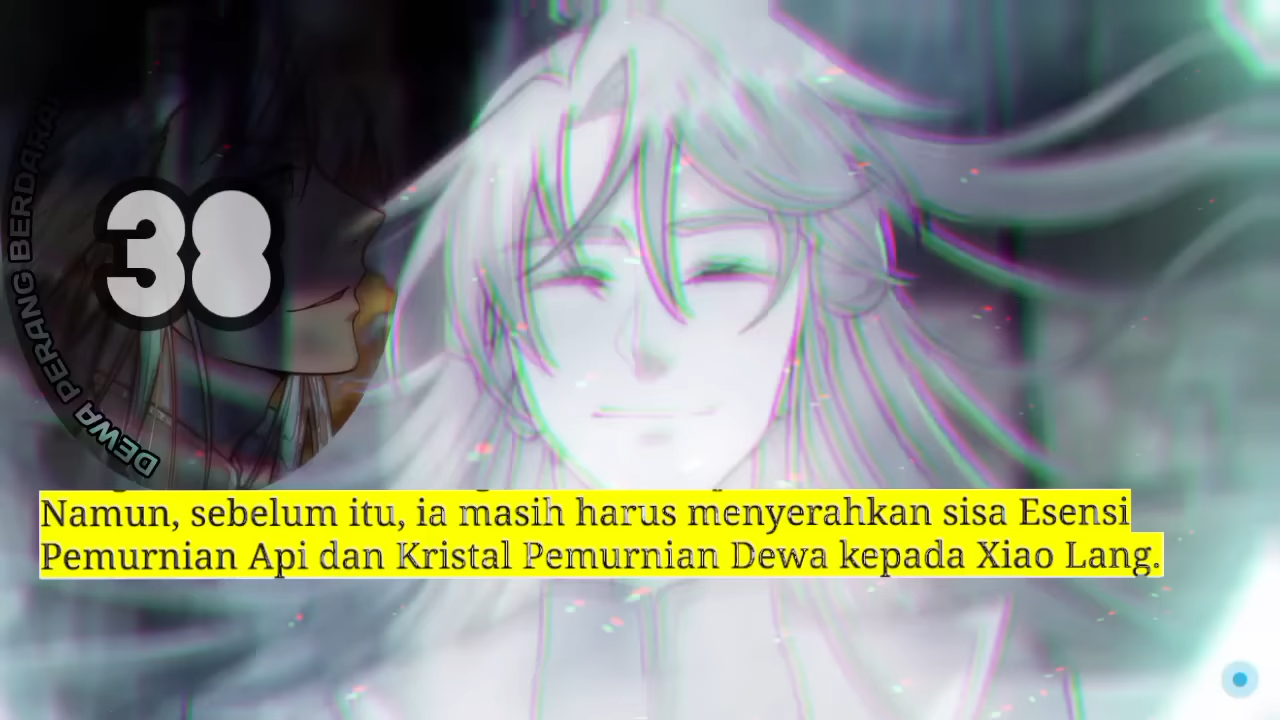 38
DEWA PERANG BERDARAH
Namun, sebelum itu, ia masih harus menyerahkan sisa Esensi
Pemurnian Api dan Kristal Pemurnian Dewa kepada Xiao Lang.